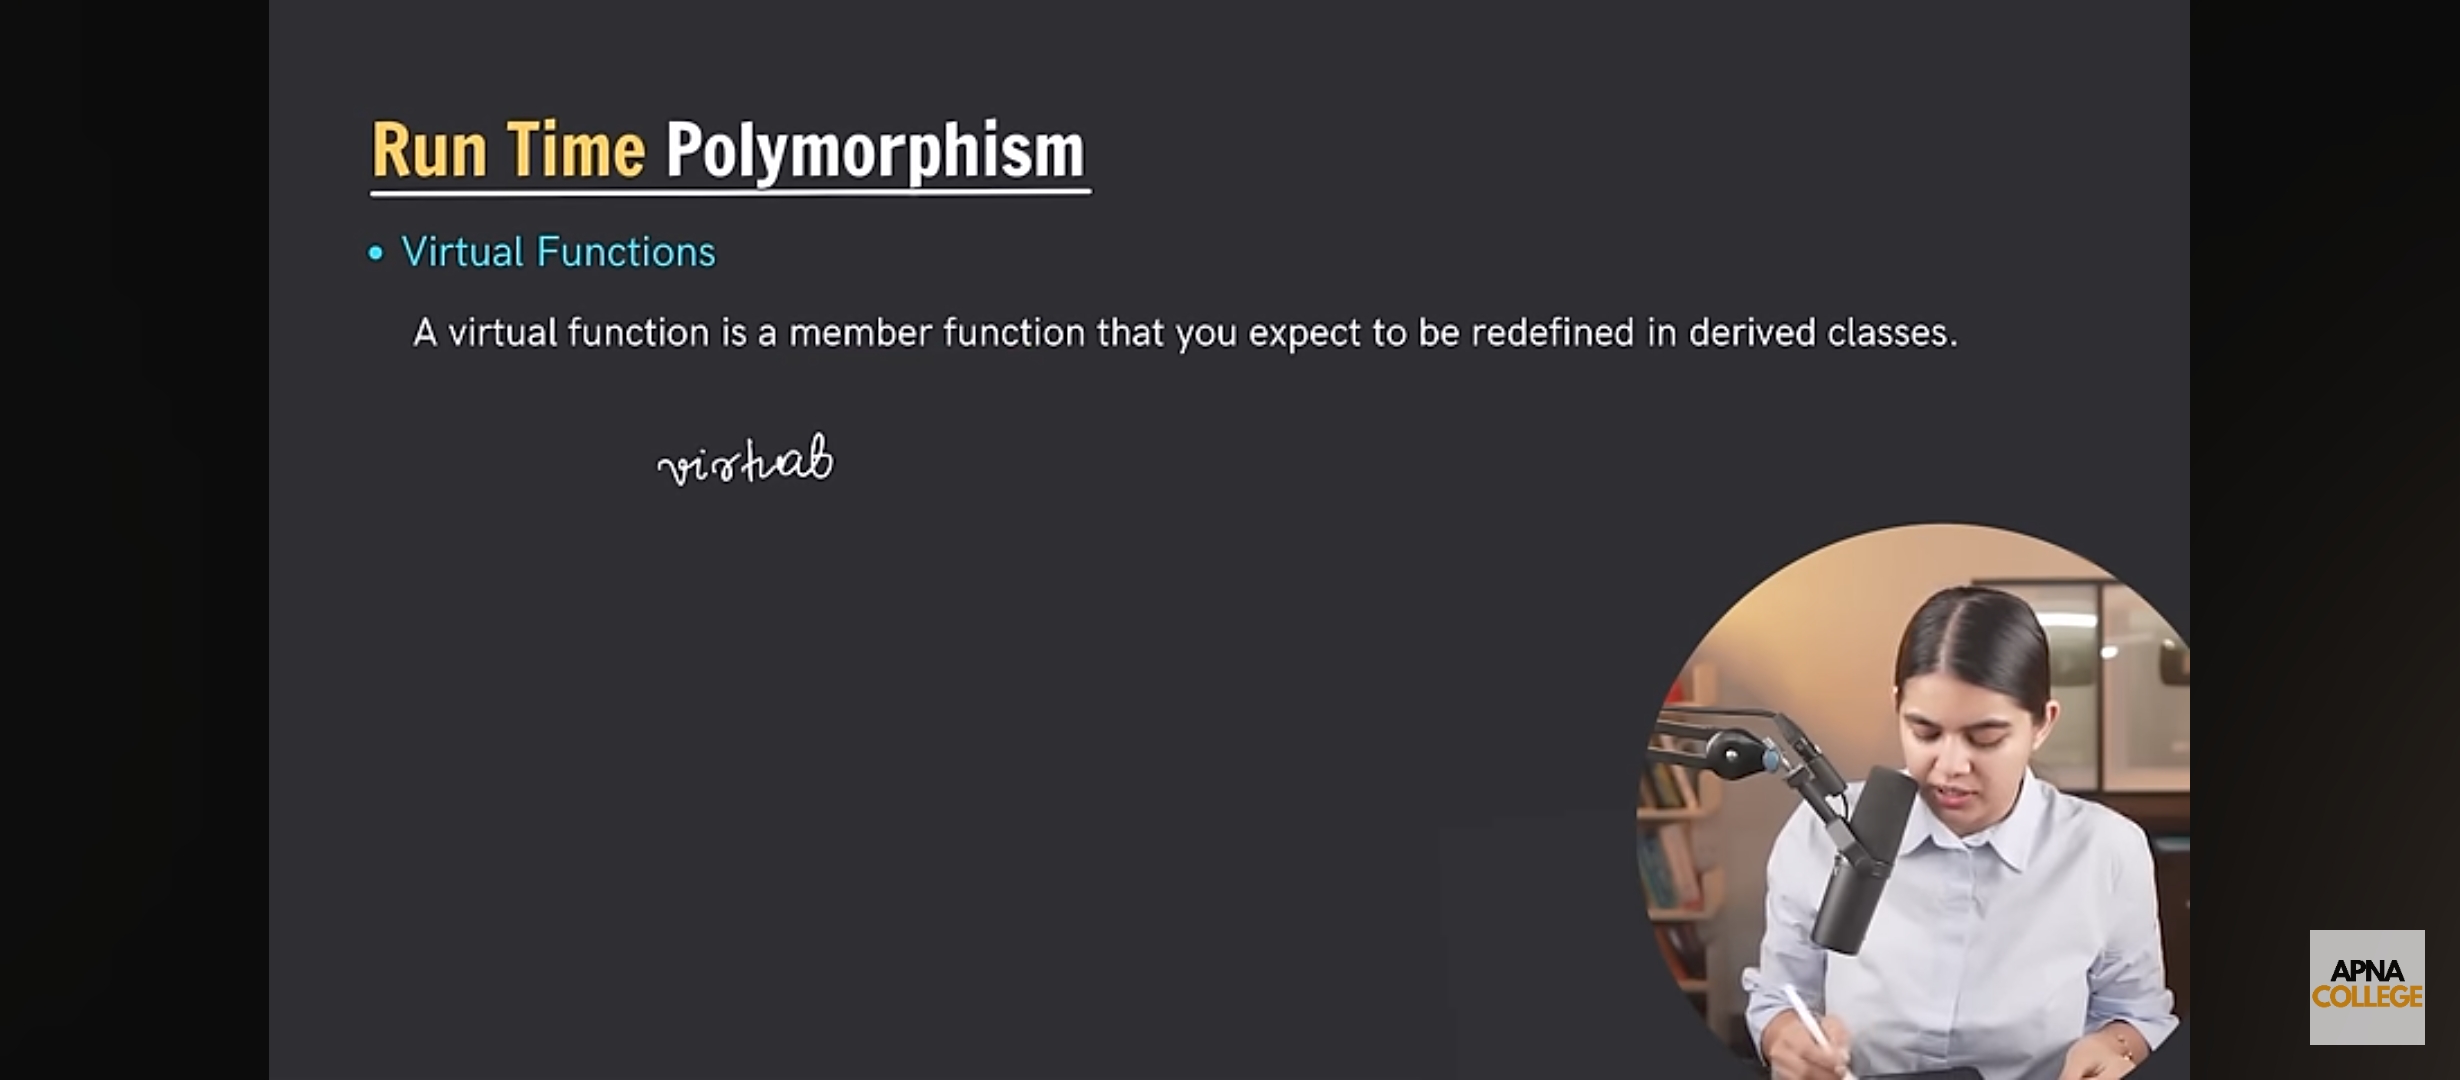 Run Time Polymorphism
• Virtual Functions
A virtual function is a member function that you expect to be redefined in derived classes.
virtual
APNA
COLLEGE